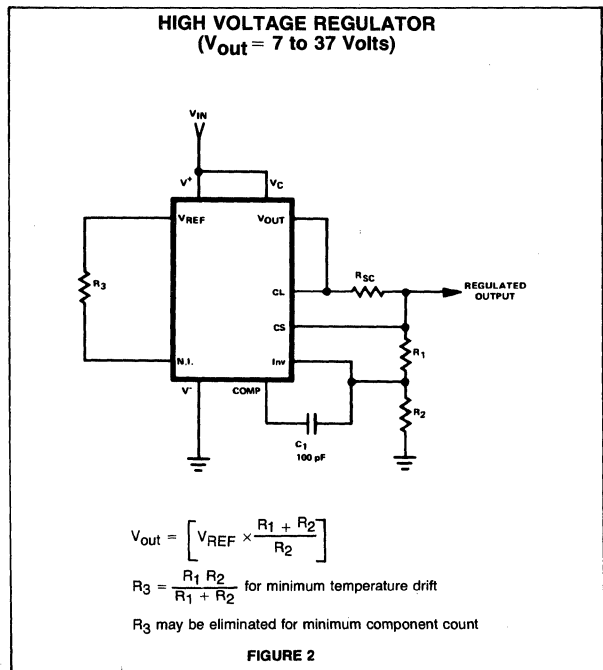 HIGH VOLTAGE REGULATOR
(Vout = 7 to 37 Volts)
VIN
V+
VC
VREF
VOUT
R3
RSC
CL
REGULATED
OUTPUT
CS
R1
N.I.
Inv
V-
COMP
R2
C1
100 pF
Vout = [VREF × R1 + R2 / R2]
R3 = R1 R2 / R1 + R2 for minimum temperature drift
R3 may be eliminated for minimum component count
FIGURE 2